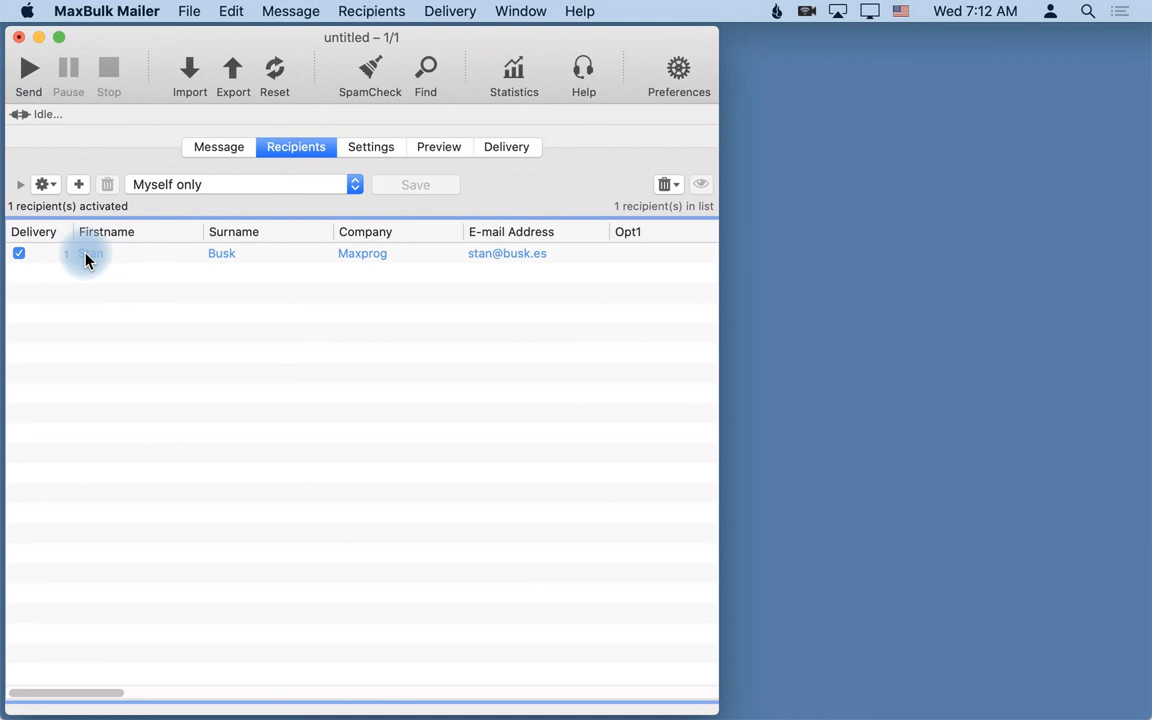 MaxBulk Mailer File Edit Message Recipients Delivery Window Help Wed 7:12 AM
untitled – 1/1
Send Pause Stop Import Export Reset SpamCheck Find Statistics Help Preferences
Idle...
Message Recipients Settings Preview Delivery
Myself only Save
1 recipient(s) activated 1 recipient(s) in list
Delivery Firstname Surname Company E-mail Address Opt1
1 Stan Busk Maxprog stan@busk.es